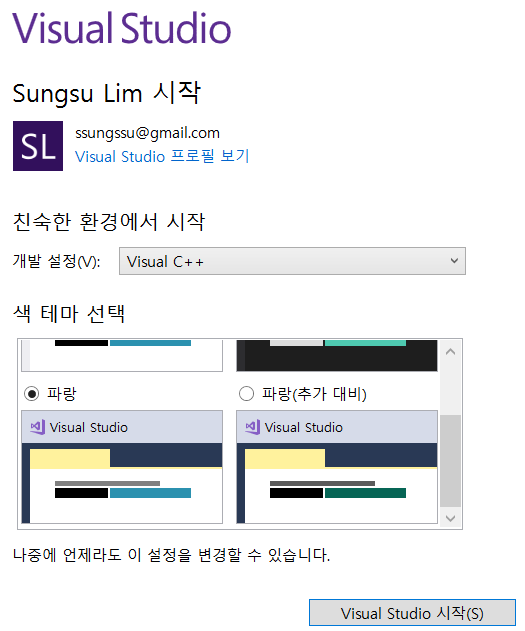 Visual Studio
Sungsu Lim 시작
SL
ssungssu@gmail.com
Visual Studio 프로필 보기
친숙한 환경에서 시작
개발 설정(V):
Visual C++
색 테마 선택
파랑
파랑(추가 대비)
Visual Studio
Visual Studio
나중에 언제라도 이 설정을 변경할 수 있습니다.
Visual Studio 시작(S)